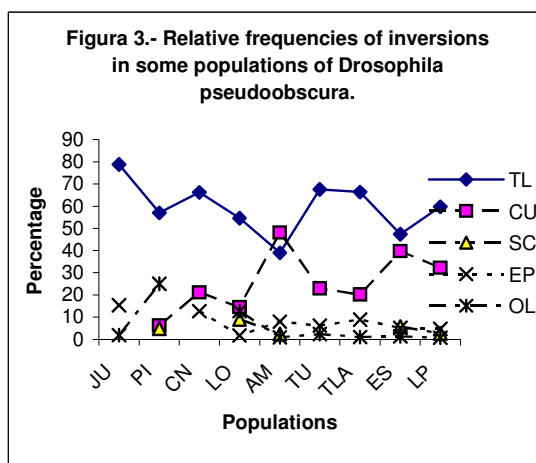 Figura 3.- Relative frequencies of inversions
in some populations of Drosophila
pseudoobscura.
90
80
70
60
50
40
30
20
10
0
Percentage
JU PI CN LO AM TU TLA ES LP
Populations
TL
CU
SC
EP
OL